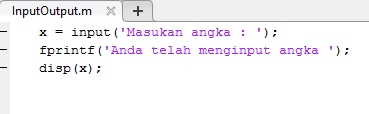 InputOutput.m
x = input('Masukan angka : ');
fprintf('Anda telah menginput angka ');
disp(x);